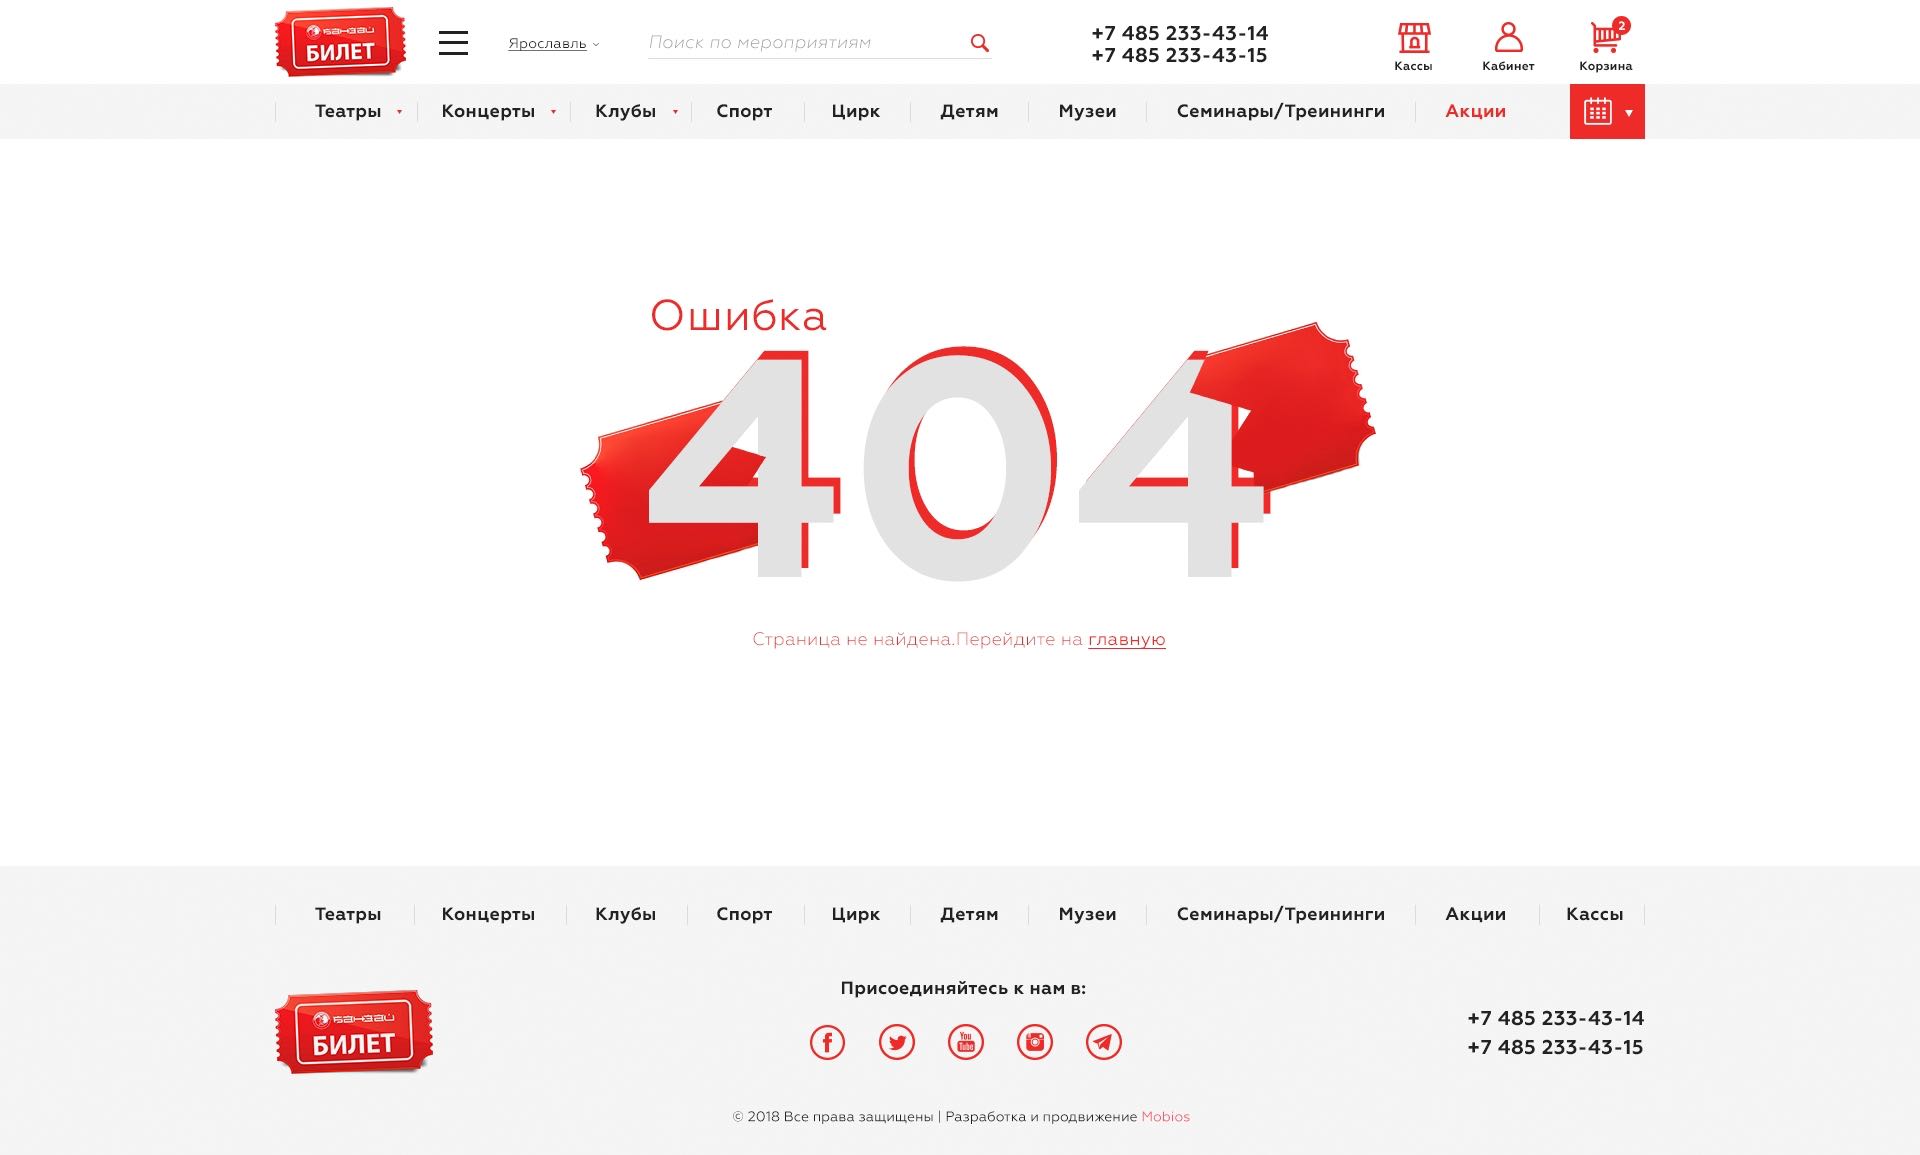 Банзай
БИЛЕТ
Ярославль
Поиск по мероприятиям
+7 485 233-43-14
+7 485 233-43-15
Кассы
Кабинет
2
Корзина
Театры Концерты Клубы Спорт Цирк Детям Музеи Семинары/Треининги Акции
Ошибка
404
Страница не найдена.Перейдите на главную
Театры Концерты Клубы Спорт Цирк Детям Музеи Семинары/Треининги Акции Кассы
Банзай
БИЛЕТ
Присоединяйтесь к нам в:
You
Tube
+7 485 233-43-14
+7 485 233-43-15
© 2018 Все права защищены | Разработка и продвижение Mobios